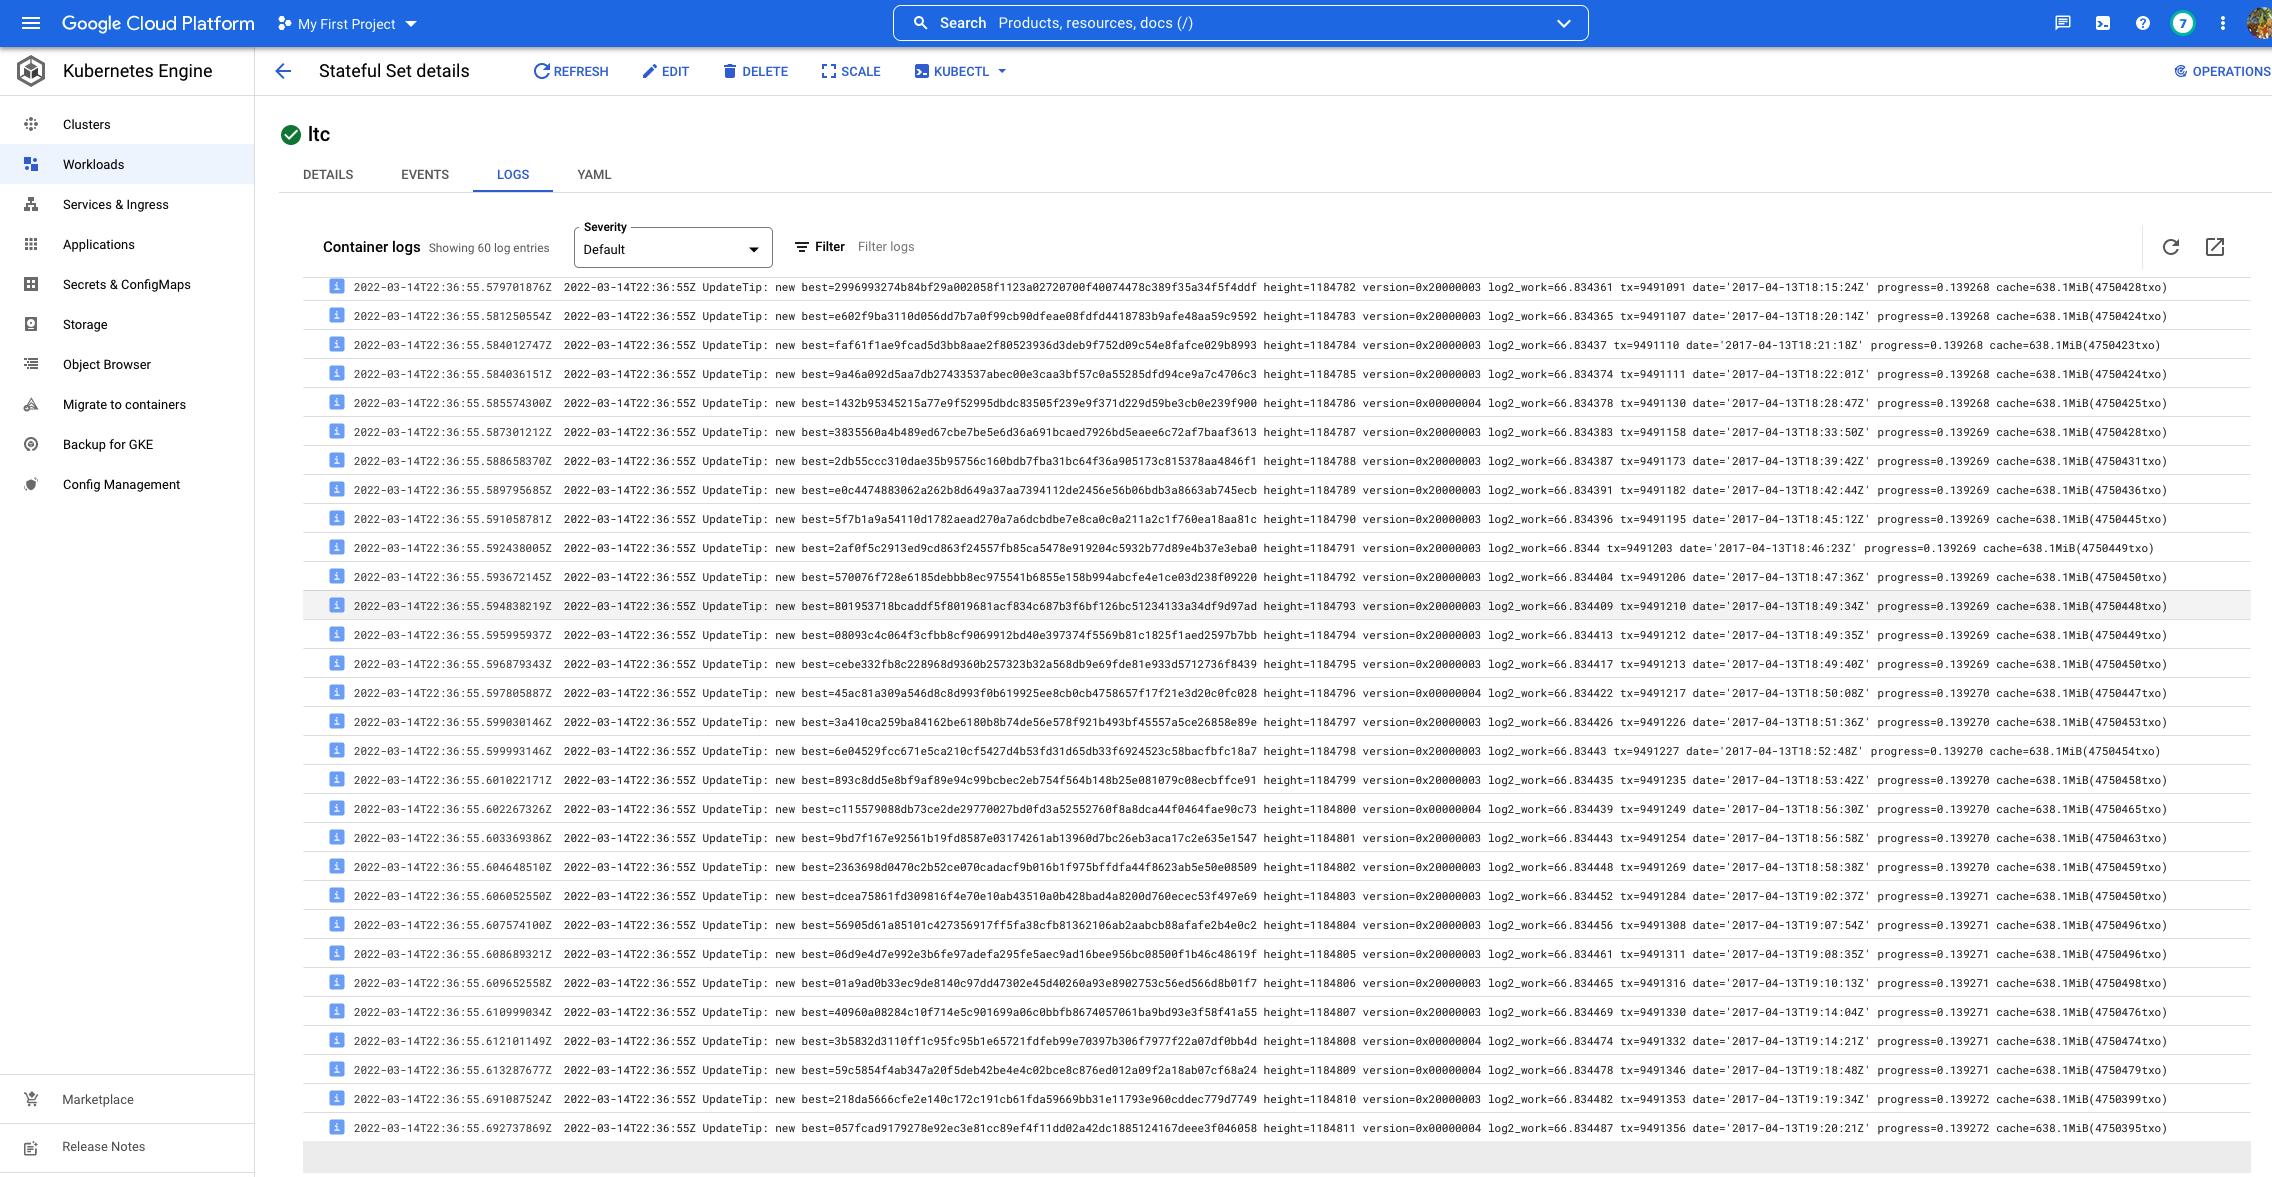 Google Cloud Platform My First Project Search Products, resources, docs (/) 7
Kubernetes Engine Stateful Set details REFRESH EDIT DELETE SCALE KUBECTL OPERATIONS
Clusters
Workloads
Services & Ingress
Applications
Secrets & ConfigMaps
Storage
Object Browser
Migrate to containers
Backup for GKE
Config Management
Marketplace
Release Notes
ltc
DETAILS EVENTS LOGS YAML
Container logs Showing 60 log entries Severity Default Filter Filter logs
2022-03-14T22:36:55.579701876Z 2022-03-14T22:36:55Z UpdateTip: new best=2996993274b84bf29a002058f1123a02720700f40074478c389f35a34f5f4ddf height=1184782 version=0x20000003 log2_work=66.834361 tx=9491091 date='2017-04-13T18:15:24Z' progress=0.139268 cache=638.1MiB(4750428txo)
2022-03-14T22:36:55.581250554Z 2022-03-14T22:36:55Z UpdateTip: new best=e602f9ba3110d056dd7b7a0f99cb90dfeae08fdfd4418783b9afe48aa59c9592 height=1184783 version=0x20000003 log2_work=66.834365 tx=9491107 date='2017-04-13T18:20:14Z' progress=0.139268 cache=638.1MiB(4750424txo)
2022-03-14T22:36:55.584012747Z 2022-03-14T22:36:55Z UpdateTip: new best=faf61f1ae9fcad5d3bb8aae2f80523936d3deb9f752d09c54e8fafce029b8993 height=1184784 version=0x20000003 log2_work=66.83437 tx=9491110 date='2017-04-13T18:21:18Z' progress=0.139268 cache=638.1MiB(4750423txo)
2022-03-14T22:36:55.584036151Z 2022-03-14T22:36:55Z UpdateTip: new best=9a46a092d5aa7db27433537abec00e3caa3bf57c0a55285dfd94ce9a7c4706c3 height=1184785 version=0x20000003 log2_work=66.834374 tx=9491111 date='2017-04-13T18:22:01Z' progress=0.139268 cache=638.1MiB(4750424txo)
2022-03-14T22:36:55.585574300Z 2022-03-14T22:36:55Z UpdateTip: new best=1432b95345215a77e9f52995dbdc83505f239e9f371d229d59be3cb0e239f900 height=1184786 version=0x00000004 log2_work=66.834378 tx=9491130 date='2017-04-13T18:28:47Z' progress=0.139268 cache=638.1MiB(4750425txo)
2022-03-14T22:36:55.587301212Z 2022-03-14T22:36:55Z UpdateTip: new best=3835560a4b489ed67cbe7be5e6d36a691bcaed7926bd5eaee6c72af7baaf3613 height=1184787 version=0x20000003 log2_work=66.834383 tx=9491158 date='2017-04-13T18:33:50Z' progress=0.139269 cache=638.1MiB(4750428txo)
2022-03-14T22:36:55.588658370Z 2022-03-14T22:36:55Z UpdateTip: new best=2db55ccc310dae35b95756c160bdb7fba31bc64f36a905173c815378aa4846f1 height=1184788 version=0x20000003 log2_work=66.834387 tx=9491173 date='2017-04-13T18:39:42Z' progress=0.139269 cache=638.1MiB(4750431txo)
2022-03-14T22:36:55.589795685Z 2022-03-14T22:36:55Z UpdateTip: new best=e0c4474883062a262b8d649a37aa7394112de2456e56b06bdb3a8663ab745ecb height=1184789 version=0x20000003 log2_work=66.834391 tx=9491182 date='2017-04-13T18:42:44Z' progress=0.139269 cache=638.1MiB(4750436txo)
2022-03-14T22:36:55.591058781Z 2022-03-14T22:36:55Z UpdateTip: new best=5f7b1a9a54110d1782aead270a7a6dcbdbe7e8ca0c0a211a2c1f760ea18aa81c height=1184790 version=0x20000003 log2_work=66.834396 tx=9491195 date='2017-04-13T18:45:12Z' progress=0.139269 cache=638.1MiB(4750445txo)
2022-03-14T22:36:55.592438005Z 2022-03-14T22:36:55Z UpdateTip: new best=2af0f5c2913ed9cd863f24557fb85ca5478e919204c5932b77d89e4b37e3eba0 height=1184791 version=0x20000003 log2_work=66.8344 tx=9491203 date='2017-04-13T18:46:23Z' progress=0.139269 cache=638.1MiB(4750449txo)
2022-03-14T22:36:55.593672145Z 2022-03-14T22:36:55Z UpdateTip: new best=570076f728e6185debbb8ec975541b6855e158b994abcfe4e1ce03d238f09220 height=1184792 version=0x20000003 log2_work=66.834404 tx=9491206 date='2017-04-13T18:47:36Z' progress=0.139269 cache=638.1MiB(4750450txo)
2022-03-14T22:36:55.594838219Z 2022-03-14T22:36:55Z UpdateTip: new best=801953718bcaddf5f8019681acf834c687b3f6bf126bc51234133a34df9d97ad height=1184793 version=0x20000003 log2_work=66.834409 tx=9491210 date='2017-04-13T18:49:34Z' progress=0.139269 cache=638.1MiB(4750448txo)
2022-03-14T22:36:55.595995937Z 2022-03-14T22:36:55Z UpdateTip: new best=08093c4c064f3cfbb8cf9069912bd40e397374f5569b81c1825f1aed2597b7bb height=1184794 version=0x20000003 log2_work=66.834413 tx=9491212 date='2017-04-13T18:49:35Z' progress=0.139269 cache=638.1MiB(4750449txo)
2022-03-14T22:36:55.596879343Z 2022-03-14T22:36:55Z UpdateTip: new best=cebe332fb8c228968d9360b257323b32a568db9e69fde81e933d5712736f8439 height=1184795 version=0x20000003 log2_work=66.834417 tx=9491213 date='2017-04-13T18:49:40Z' progress=0.139269 cache=638.1MiB(4750450txo)
2022-03-14T22:36:55.597805887Z 2022-03-14T22:36:55Z UpdateTip: new best=45ac81a309a546d8c8d993f0b619925ee8cb0cb4758657f17f21e3d20c0fc028 height=1184796 version=0x00000004 log2_work=66.834422 tx=9491217 date='2017-04-13T18:50:08Z' progress=0.139270 cache=638.1MiB(4750447txo)
2022-03-14T22:36:55.599030146Z 2022-03-14T22:36:55Z UpdateTip: new best=3a410ca259ba84162be6180b8b74de56e578f921b493bf45557a5ce26858e89e height=1184797 version=0x20000003 log2_work=66.834426 tx=9491226 date='2017-04-13T18:51:36Z' progress=0.139270 cache=638.1MiB(4750453txo)
2022-03-14T22:36:55.599993146Z 2022-03-14T22:36:55Z UpdateTip: new best=6e04529fcc671e5ca210cf5427d4b53fd31d65db33f6924523c58bacfbfc18a7 height=1184798 version=0x20000003 log2_work=66.83443 tx=9491227 date='2017-04-13T18:52:48Z' progress=0.139270 cache=638.1MiB(4750454txo)
2022-03-14T22:36:55.601022171Z 2022-03-14T22:36:55Z UpdateTip: new best=893c8dd5e8bf9af89e94c99bcbec2eb754f564b148b25e081079c08ecbffce91 height=1184799 version=0x20000003 log2_work=66.834435 tx=9491235 date='2017-04-13T18:53:42Z' progress=0.139270 cache=638.1MiB(4750458txo)
2022-03-14T22:36:55.602267326Z 2022-03-14T22:36:55Z UpdateTip: new best=c115579088db73ce2de29770027bd0fd3a52552760f8a8dca44f0464fae90c73 height=1184800 version=0x00000004 log2_work=66.834439 tx=9491249 date='2017-04-13T18:56:30Z' progress=0.139270 cache=638.1MiB(4750465txo)
2022-03-14T22:36:55.603369386Z 2022-03-14T22:36:55Z UpdateTip: new best=9bd7f167e92561b19fd8587e03174261ab13960d7bc26eb3aca17c2e635e1547 height=1184801 version=0x20000003 log2_work=66.834443 tx=9491254 date='2017-04-13T18:56:58Z' progress=0.139270 cache=638.1MiB(4750463txo)
2022-03-14T22:36:55.604648510Z 2022-03-14T22:36:55Z UpdateTip: new best=2363698d0470c2b52ce070cadacf9b016b1f975bffdfa44f8623ab5e50e08509 height=1184802 version=0x20000003 log2_work=66.834448 tx=9491269 date='2017-04-13T18:58:38Z' progress=0.139270 cache=638.1MiB(4750459txo)
2022-03-14T22:36:55.606052550Z 2022-03-14T22:36:55Z UpdateTip: new best=dcea75861fd309816f4e70e10ab43510a0b428bad4a8200d760ecec53f497e69 height=1184803 version=0x20000003 log2_work=66.834452 tx=9491284 date='2017-04-13T19:02:37Z' progress=0.139271 cache=638.1MiB(4750450txo)
2022-03-14T22:36:55.607574100Z 2022-03-14T22:36:55Z UpdateTip: new best=56905d61a85101c427356917ff5fa38cfb81362106ab2aabcb88afafe2b4e0c2 height=1184804 version=0x20000003 log2_work=66.834456 tx=9491308 date='2017-04-13T19:07:54Z' progress=0.139271 cache=638.1MiB(4750496txo)
2022-03-14T22:36:55.608689321Z 2022-03-14T22:36:55Z UpdateTip: new best=06d9e4d7e992e3b6fe97adefa295fe5aec9ad16bee956bc08500f1b46c48619f height=1184805 version=0x20000003 log2_work=66.834461 tx=9491311 date='2017-04-13T19:08:35Z' progress=0.139271 cache=638.1MiB(4750496txo)
2022-03-14T22:36:55.609652558Z 2022-03-14T22:36:55Z UpdateTip: new best=01a9ad0b33ec9de8140c97dd47302e45d40260a93e8902753c56ed566d8b01f7 height=1184806 version=0x20000003 log2_work=66.834465 tx=9491316 date='2017-04-13T19:10:13Z' progress=0.139271 cache=638.1MiB(4750498txo)
2022-03-14T22:36:55.610999034Z 2022-03-14T22:36:55Z UpdateTip: new best=40960a08284c10f714e5c901699a06c0bbfb8674057061ba9bd93e3f58f41a55 height=1184807 version=0x20000003 log2_work=66.834469 tx=9491330 date='2017-04-13T19:14:04Z' progress=0.139271 cache=638.1MiB(4750476txo)
2022-03-14T22:36:55.612101149Z 2022-03-14T22:36:55Z UpdateTip: new best=3b5832d3110ff1c95fc95b1e65721fdfeb99e70397b306f7977f22a07df0bb4d height=1184808 version=0x00000004 log2_work=66.834474 tx=9491332 date='2017-04-13T19:14:21Z' progress=0.139271 cache=638.1MiB(4750474txo)
2022-03-14T22:36:55.613287677Z 2022-03-14T22:36:55Z UpdateTip: new best=59c5854f4ab347a20f5deb42be4e4c02bce8c876ed012a09f2a18ab07cf68a24 height=1184809 version=0x00000004 log2_work=66.834478 tx=9491346 date='2017-04-13T19:18:48Z' progress=0.139271 cache=638.1MiB(4750479txo)
2022-03-14T22:36:55.691087524Z 2022-03-14T22:36:55Z UpdateTip: new best=218da5666cfe2e140c172c191cb61fda59669bb31e11793e960cddec779d7749 height=1184810 version=0x20000003 log2_work=66.834482 tx=9491353 date='2017-04-13T19:19:34Z' progress=0.139272 cache=638.1MiB(4750399txo)
2022-03-14T22:36:55.692737869Z 2022-03-14T22:36:55Z UpdateTip: new best=057fcad9179278e92ec3e81cc89ef4f11dd02a42dc1885124167deee3f046058 height=1184811 version=0x00000004 log2_work=66.834487 tx=9491356 date='2017-04-13T19:20:21Z' progress=0.139272 cache=638.1MiB(4750395txo)